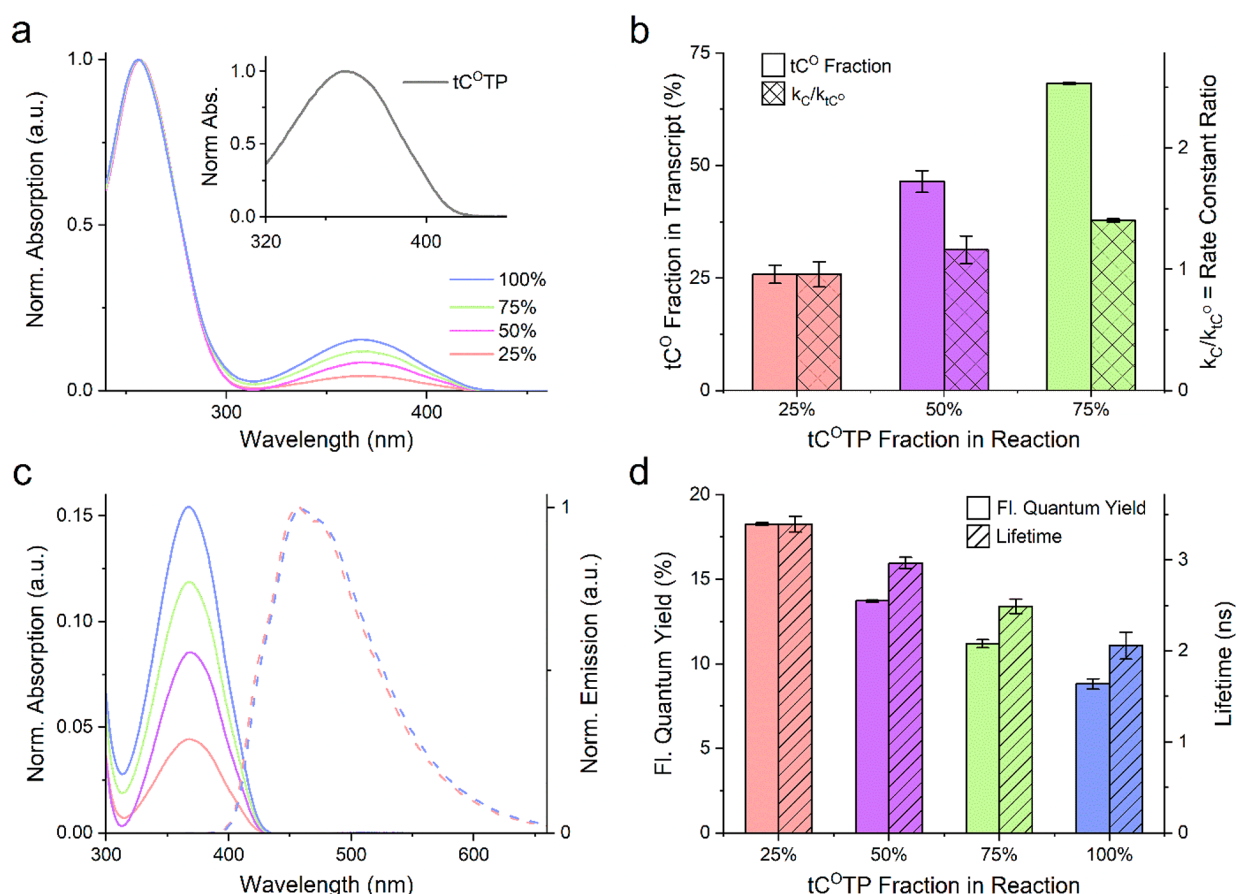 a
Norm. Absorption (a.u.)
1.0
0.5
0.0
300
400
Wavelength (nm)
Norm Abs.
1.0
0.5
0.0
320
400
tCᴼTP
100%
75%
50%
25%
b
tCᴼ Fraction in Transcript (%)
75
50
25
0
tCᴼ Fraction
k_C/k_tCᴼ
2
1
0
k_C/k_tCᴼ = Rate Constant Ratio
25%
50%
75%
tCᴼTP Fraction in Reaction
c
Norm. Absorption (a.u.)
0.15
0.10
0.05
0.00
300
400
500
600
Wavelength (nm)
1
0
Norm. Emission (a.u.)
d
Fl. Quantum Yield (%)
20
15
10
5
0
Fl. Quantum Yield
Lifetime
3
2
1
0
Lifetime (ns)
25%
50%
75%
100%
tCᴼTP Fraction in Reaction